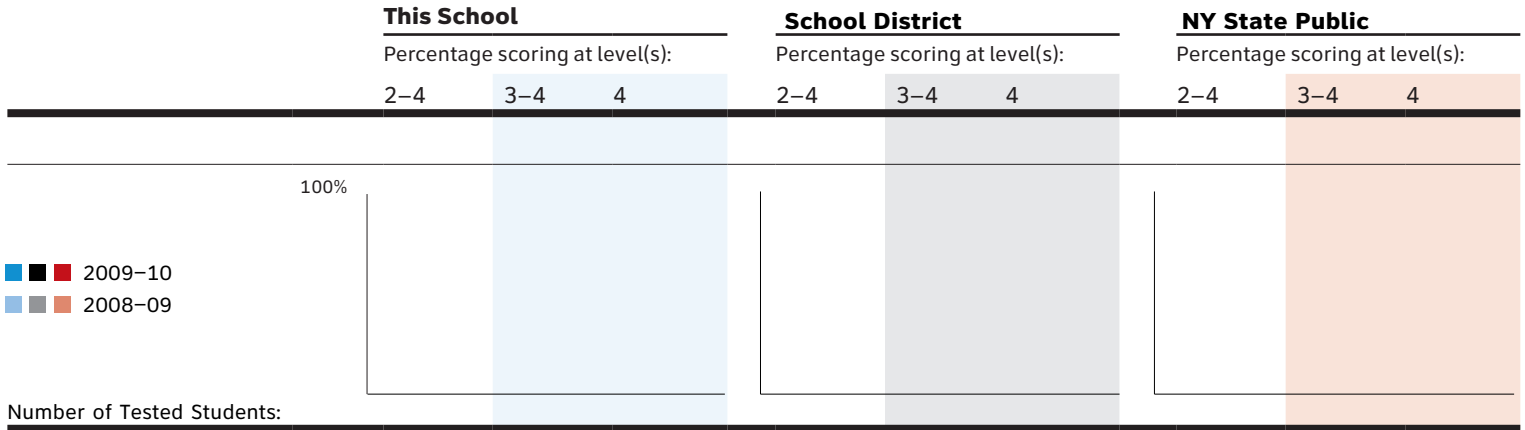 This School School District NY State Public
Percentage scoring at level(s): Percentage scoring at level(s): Percentage scoring at level(s):
2–4 3–4 4 2–4 3–4 4 2–4 3–4 4
100%
2009–10
2008–09
Number of Tested Students: